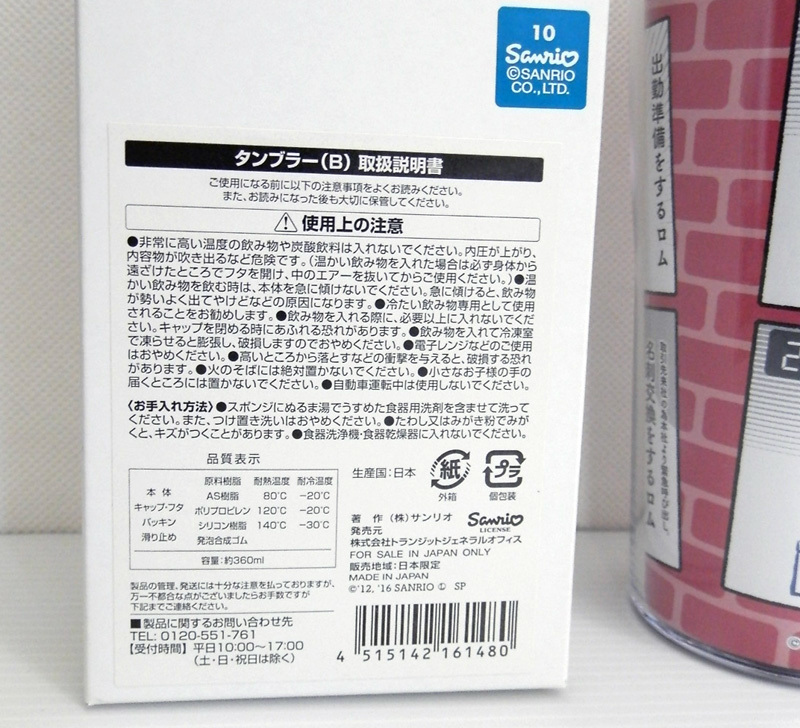 10
Sanrio
©SANRIO
CO.,LTD.
タンブラー(B) 取扱説明書
ご使用になる前に以下の注意事項をよくお読みください。
また、お読みになった後も大切に保管してください。
⚠使用上の注意
●非常に高い温度の飲み物や炭酸飲料は入れないでください。内圧が上がり、
内容物が吹き出るなど危険です。(温かい飲み物を入れた場合は必ず身体から
遠ざけたところでフタを開け、中のエアーを抜いてからご使用ください。)●温
かい飲み物を飲む時は、本体を急に傾けないでください。急に傾けると、飲み物
が勢いよく出てやけどなどの原因になります。●冷たい飲み物専用として使用
されることをお勧めします。●飲み物を入れる際に、必要以上に入れないでくだ
さい。キャップを閉める時にあふれる恐れがあります。●飲み物を入れて冷凍室
で凍らせると膨張し、破損しますのでおやめください。●電子レンジなどのご使用
はおやめください。●高いところから落とすなどの衝撃を与えると、破損する恐れ
があります。●火のそばには絶対置かないでください。●小さなお子様の手の
届くところには置かないでください。●自動車運転中は使用しないでください。
〈お手入れ方法〉●スポンジにぬるま湯でうすめた食器用洗剤を含ませて洗って
ください。また、つけ置き洗いはおやめください。●たわし又はみがき粉でみが
くと、キズがつくことがあります。●食器洗浄機・食器乾燥器に入れないでください。
品質表示
原料樹脂 耐熱温度 耐冷温度
本体 AS樹脂 80℃ −20℃
キャップ・フタ ポリプロピレン 120℃ −20℃
パッキン シリコン樹脂 140℃ −30℃
滑り止め 発泡合成ゴム
容量:約360ml
生産国:日本
紙
外箱
プラ
個包装
著作 (株)サンリオ
Sanrio
LICENSE
発売元
株式会社トランジットジェネラルオフィス
FOR SALE IN JAPAN ONLY
販売地域:日本限定
MADE IN JAPAN
©'12, '16 SANRIO Ⓛ SP
製品の管理、発送には十分な注意を払っておりますが、
万一不都合な点がございましたらお手数ですが
下記までご連絡ください。
■製品に関するお問い合わせ先
TEL: 0120-551-761
【受付時間】平日10:00〜17:00
(土・日・祝日は除く)
4 515142 161480
出勤準備をするロム
取引先来社の為本社より緊急呼び出し、
名刺交換をするロム
2
©